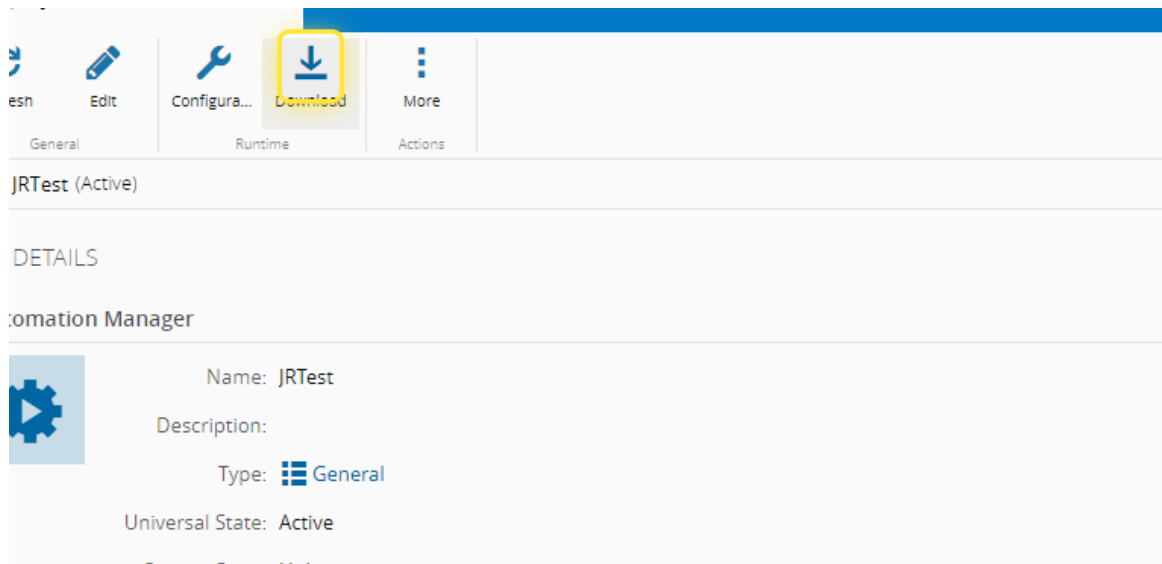 esh Edit Configura... Download More
General Runtime Actions
JRTest (Active)
DETAILS
tomation Manager
Name: JRTest
Description:
Type: General
Universal State: Active